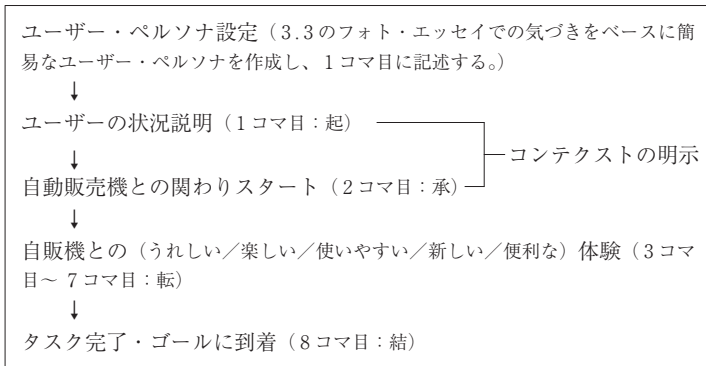 ユーザー・ペルソナ設定（3.3のフォト・エッセイでの気づきをベースに簡
易なユーザー・ペルソナを作成し、1コマ目に記述する。）
↓
ユーザーの状況説明（1コマ目：起）
コンテクストの明示
↓
自動販売機との関わりスタート（2コマ目：承）
↓
自販機との（うれしい／楽しい／使いやすい／新しい／便利な）体験（3コマ
目～7コマ目：転）
↓
タスク完了・ゴールに到着（8コマ目：結）